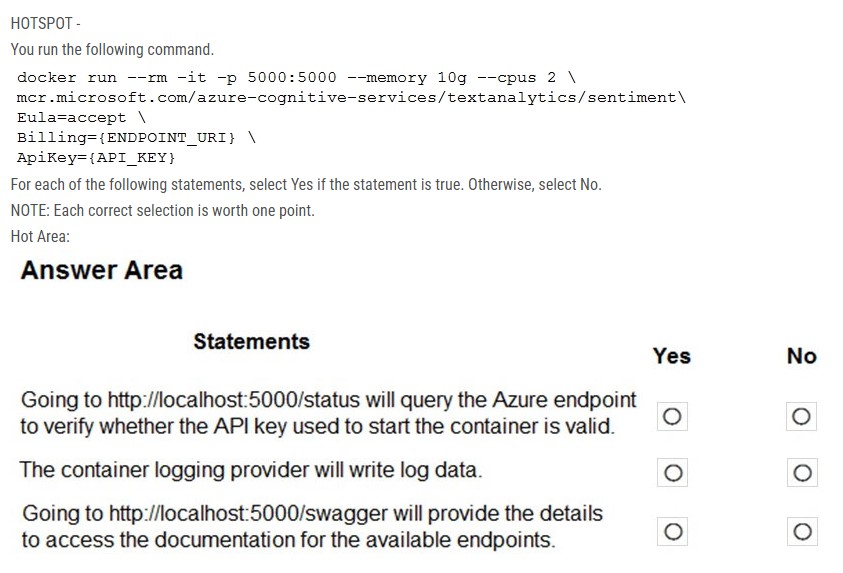 HOTSPOT -
You run the following command.
docker run --rm -it -p 5000:5000 --memory 10g --cpus 2 \
mcr.microsoft.com/azure-cognitive-services/textanalytics/sentiment\
Eula=accept \
Billing={ENDPOINT_URI} \
ApiKey={API_KEY}
For each of the following statements, select Yes if the statement is true. Otherwise, select No.
NOTE: Each correct selection is worth one point.
Hot Area:
Answer Area
Statements
Yes No
Going to http://localhost:5000/status will query the Azure endpoint
to verify whether the API key used to start the container is valid.
The container logging provider will write log data.
Going to http://localhost:5000/swagger will provide the details
to access the documentation for the available endpoints.